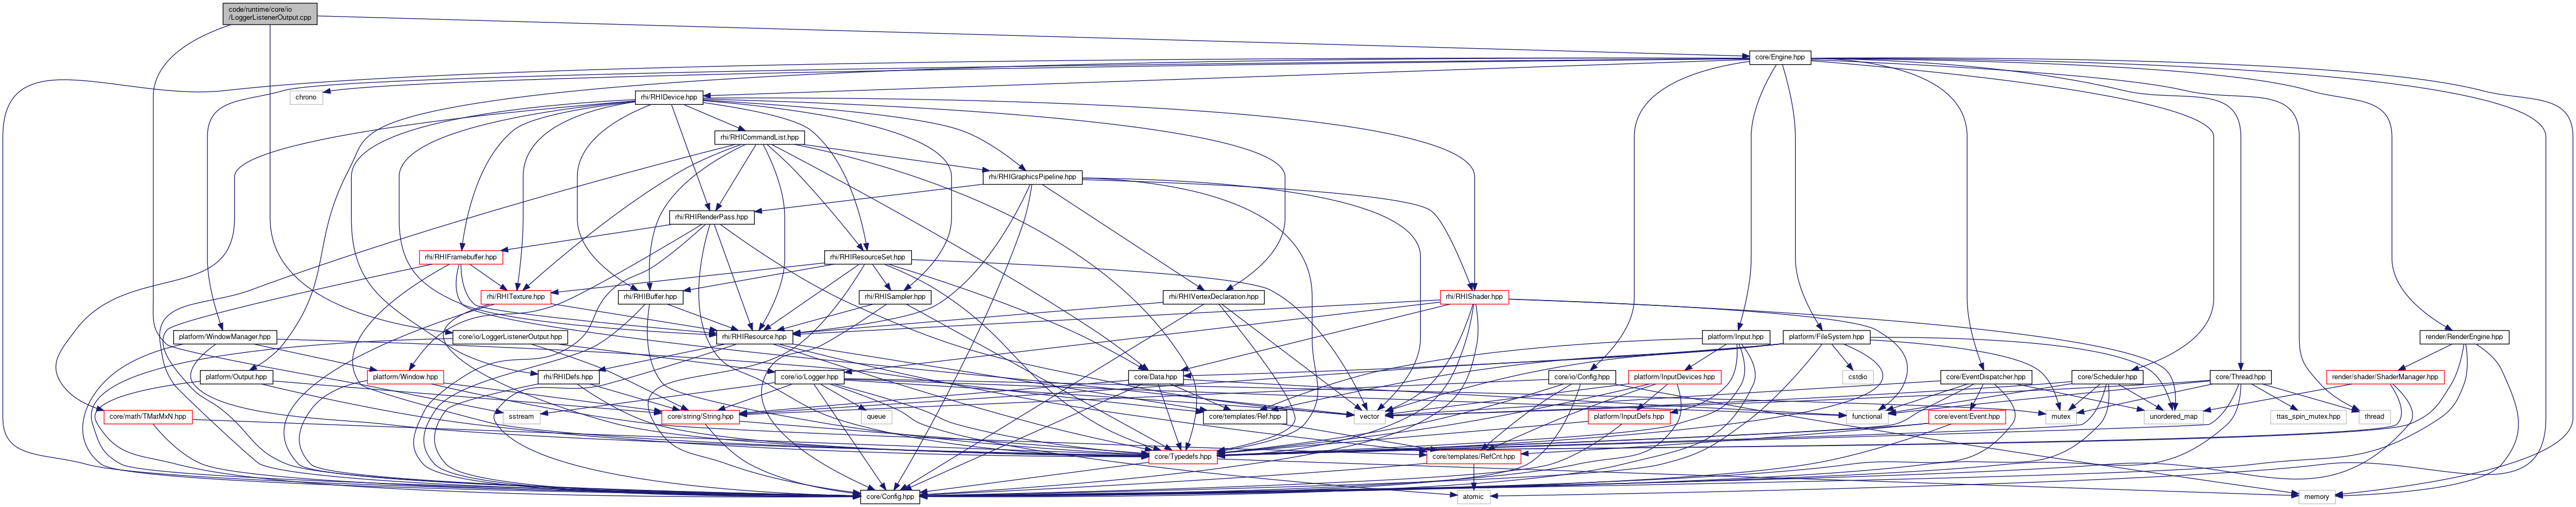 code/runtime/core/io
/LoggerListenerOutput.cpp
core/Engine.hpp
chrono
rhi/RHIDevice.hpp
rhi/RHICommandList.hpp
rhi/RHIGraphicsPipeline.hpp
rhi/RHIRenderPass.hpp
rhi/RHIFramebuffer.hpp
rhi/RHIResourceSet.hpp
rhi/RHITexture.hpp
rhi/RHIBuffer.hpp
rhi/RHISampler.hpp
rhi/RHIVertexDeclaration.hpp
rhi/RHIShader.hpp
platform/WindowManager.hpp
core/io/LoggerListenerOutput.hpp
rhi/RHIResource.hpp
platform/Input.hpp
platform/FileSystem.hpp
render/RenderEngine.hpp
platform/Output.hpp
platform/Window.hpp
rhi/RHIDefs.hpp
core/io/Logger.hpp
core/Data.hpp
core/io/Config.hpp
platform/InputDevices.hpp
cstdio
core/EventDispatcher.hpp
core/Scheduler.hpp
core/Thread.hpp
render/shader/ShaderManager.hpp
core/math/TMatMxN.hpp
sstream
core/string/String.hpp
queue
core/templates/Ref.hpp
vector
platform/InputDefs.hpp
functional
core/event/Event.hpp
mutex
unordered_map
ttas_spin_mutex.hpp
thread
core/Typedefs.hpp
core/templates/RefCnt.hpp
core/Config.hpp
atomic
memory